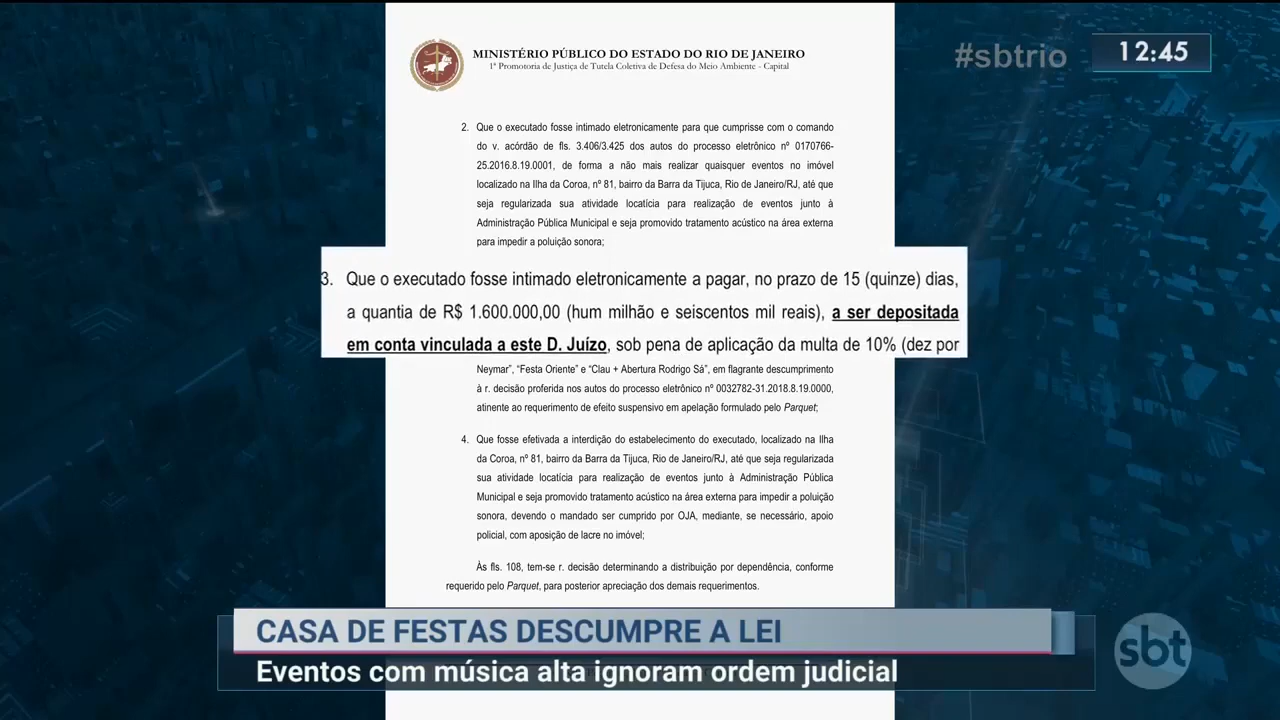 MINISTÉRIO PÚBLICO DO ESTADO DO RIO DE JANEIRO
1ª Promotoria de Justiça de Tutela Coletiva de Defesa do Meio Ambiente - Capital
#sbtrio
12:45
2. Que o executado fosse intimado eletronicamente para que cumprisse com o comando
do v. acórdão de fls. 3.406/3.425 dos autos do processo eletrônico nº 0170766-
25.2016.8.19.0001, de forma a não mais realizar quaisquer eventos no imóvel
localizado na Ilha da Coroa, nº 81, bairro da Barra da Tijuca, Rio de Janeiro/RJ, até que
seja regularizada sua atividade locatícia para realização de eventos junto à
Administração Pública Municipal e seja promovido tratamento acústico na área externa
para impedir a poluição sonora;
3. Que o executado fosse intimado eletronicamente a pagar, no prazo de 15 (quinze) dias,
a quantia de R$ 1.600.000,00 (hum milhão e seiscentos mil reais), a ser depositada
em conta vinculada a este D. Juízo, sob pena de aplicação da multa de 10% (dez por
Neymar”, “Festa Oriente” e “Clau + Abertura Rodrigo Sá”, em flagrante descumprimento
à r. decisão proferida nos autos do processo eletrônico nº 0032782-31.2018.8.19.0000,
atinente ao requerimento de efeito suspensivo em apelação formulado pelo Parquet;
4. Que fosse efetivada a interdição do estabelecimento do executado, localizado na Ilha
da Coroa, nº 81, bairro da Barra da Tijuca, Rio de Janeiro/RJ, até que seja regularizada
sua atividade locatícia para realização de eventos junto à Administração Pública
Municipal e seja promovido tratamento acústico na área externa para impedir a poluição
sonora, devendo o mandado ser cumprido por OJA, mediante, se necessário, apoio
policial, com aposição de lacre no imóvel;
Às fls. 108, tem-se r. decisão determinando a distribuição por dependência, conforme
requerido pelo Parquet, para posterior apreciação dos demais requerimentos.
CASA DE FESTAS DESCUMPRE A LEI
Eventos com música alta ignoram ordem judicial
sbt